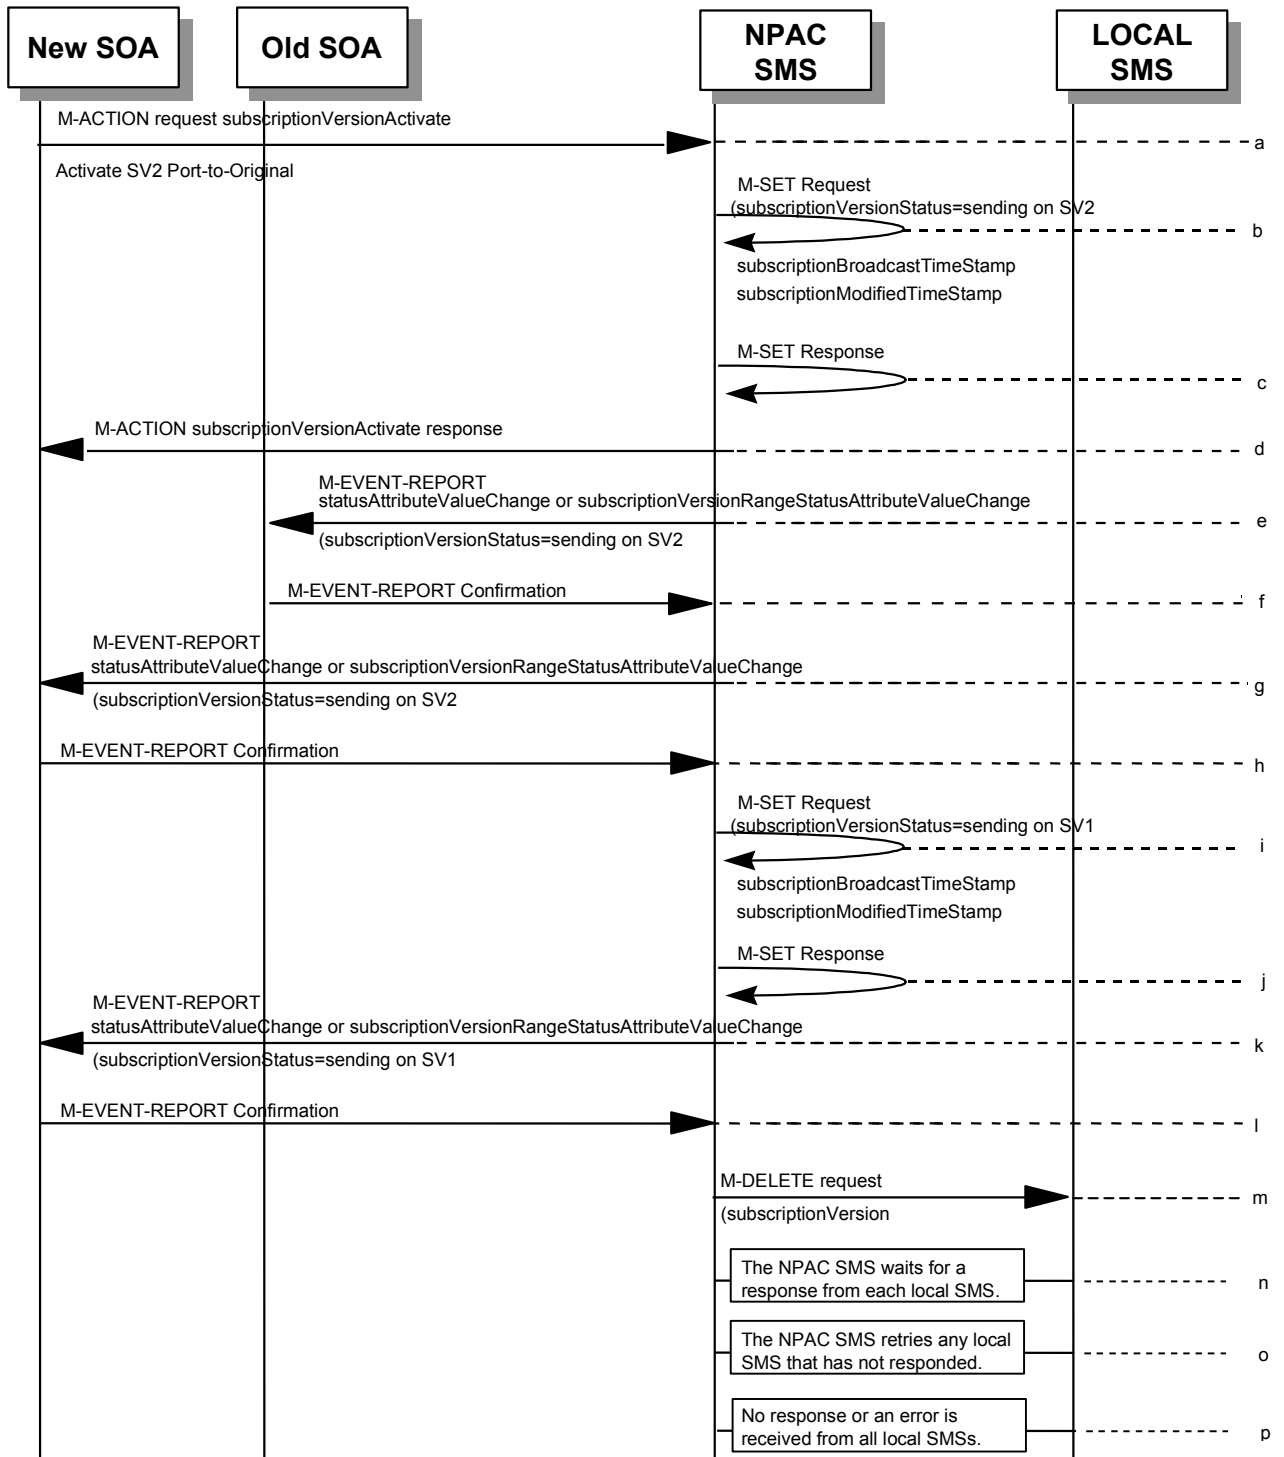 New SOA
Old SOA
NPAC
SMS
LOCAL
SMS
M-ACTION request subscriptionVersionActivate
a
Activate SV2 Port-to-Original
M-SET Request
(subscriptionVersionStatus=sending on SV2
b
subscriptionBroadcastTimeStamp
subscriptionModifiedTimeStamp
M-SET Response
c
M-ACTION subscriptionVersionActivate response
d
M-EVENT-REPORT
statusAttributeValueChange or subscriptionVersionRangeStatusAttributeValueChange
e
(subscriptionVersionStatus=sending on SV2
M-EVENT-REPORT Confirmation
f
M-EVENT-REPORT
statusAttributeValueChange or subscriptionVersionRangeStatusAttributeValueChange
g
(subscriptionVersionStatus=sending on SV2
M-EVENT-REPORT Confirmation
h
M-SET Request
(subscriptionVersionStatus=sending on SV1
i
subscriptionBroadcastTimeStamp
subscriptionModifiedTimeStamp
M-SET Response
j
M-EVENT-REPORT
statusAttributeValueChange or subscriptionVersionRangeStatusAttributeValueChange
k
(subscriptionVersionStatus=sending on SV1
M-EVENT-REPORT Confirmation
l
M-DELETE request
m
(subscriptionVersion
The NPAC SMS waits for a
response from each local SMS.
n
The NPAC SMS retries any local
SMS that has not responded.
o
No response or an error is
received from all local SMSs.
p